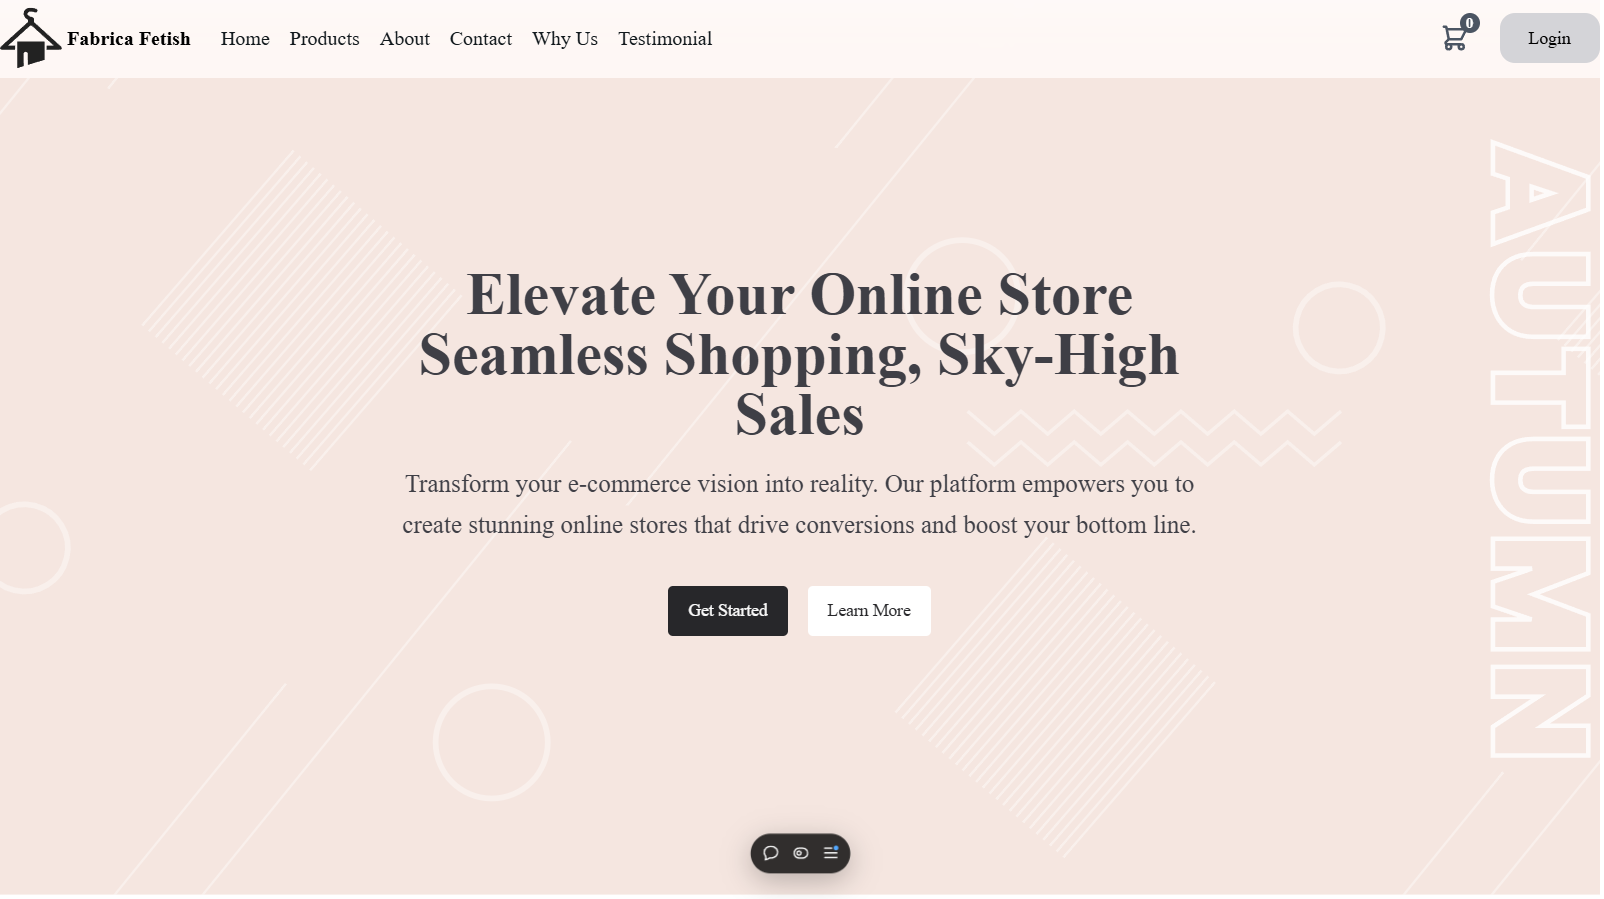 Fabrica Fetish
Home
Products
About
Contact
Why Us
Testimonial
0
Login
AUTUMN
Elevate Your Online Store
Seamless Shopping, Sky-High
Sales
Transform your e-commerce vision into reality. Our platform empowers you to
create stunning online stores that drive conversions and boost your bottom line.
Get Started
Learn More